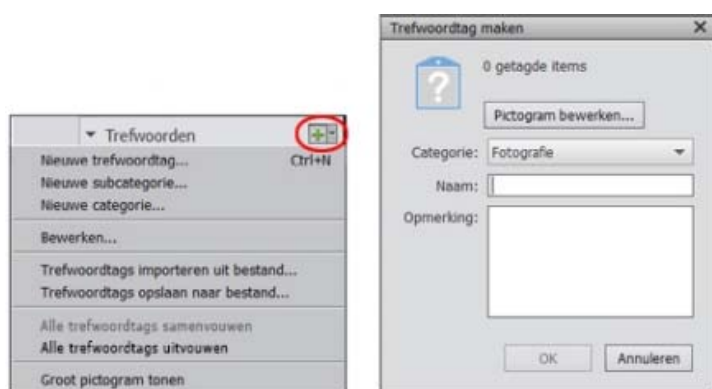 Trefwoorden
Nieuwe trefwoordtag... Ctrl+N
Nieuwe subcategorie...
Nieuwe categorie...
Bewerken...
Trefwoordtags importeren uit bestand...
Trefwoordtags opslaan naar bestand...
Alle trefwoordtags samenvouwen
Alle trefwoordtags uitvouwen
Groot pictogram tonen
Trefwoordtag maken
?
0 getagde items
Pictogram bewerken...
Categorie: Fotografie
Naam:
Opmerking:
OK Annuleren